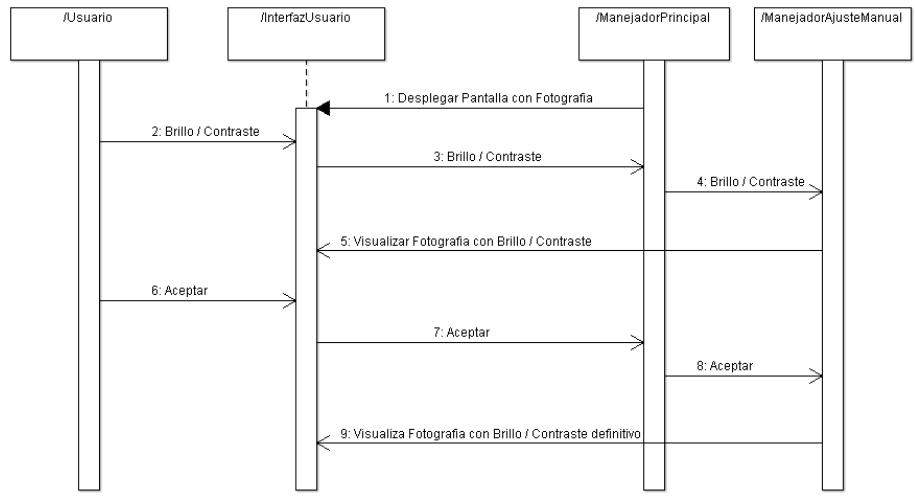 /Usuario
/InterfazUsuario
/ManejadorPrincipal
/ManejadorAjusteManual
1: Desplegar Pantalla con Fotografia
2: Brillo / Contraste
3: Brillo / Contraste
4: Brillo / Contraste
5: Visualizar Fotografia con Brillo / Contraste
6: Aceptar
7: Aceptar
8: Aceptar
9: Visualiza Fotografia con Brillo / Contraste definitivo